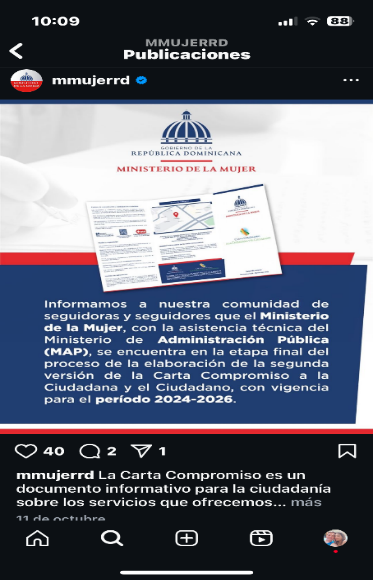 10:09
88
MMUJERRD
Publicaciones
mmujerrd
GOBIERNO DE LA
REPÚBLICA DOMINICANA
MINISTERIO DE LA MUJER
Informamos a nuestra comunidad de
seguidoras y seguidores que el Ministerio
de la Mujer, con la asistencia técnica del
Ministerio de Administración Pública
(MAP), se encuentra en la etapa final del
proceso de la elaboración de la segunda
versión de la Carta Compromiso a la
Ciudadana y el Ciudadano, con vigencia
para el período 2024-2026.
40 2 1
mmujerrd La Carta Compromiso es un
documento informativo para la ciudadanía
sobre los servicios que ofrecemos... más
11 de octubre